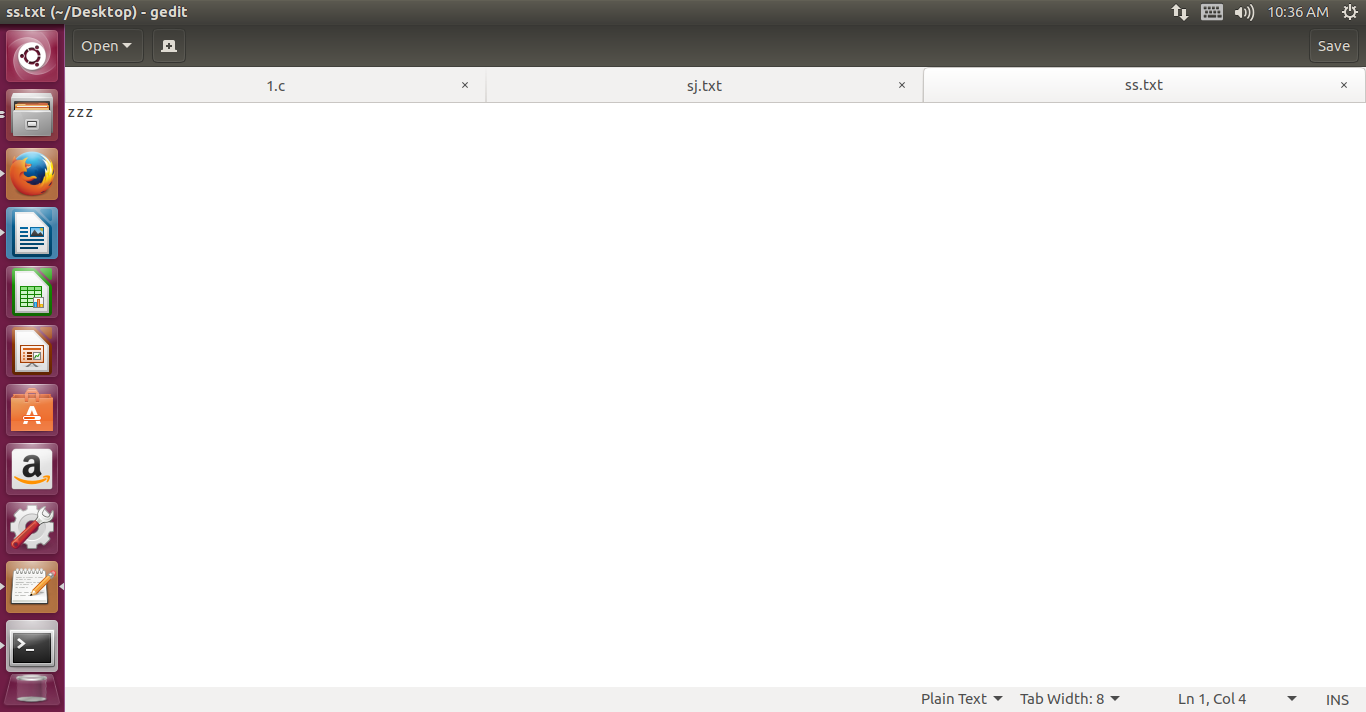 ss.txt (~/Desktop) - gedit
10:36 AM
Open
Save
1.c
sj.txt
ss.txt
zzz
Plain Text
Tab Width: 8
Ln 1, Col 4
INS